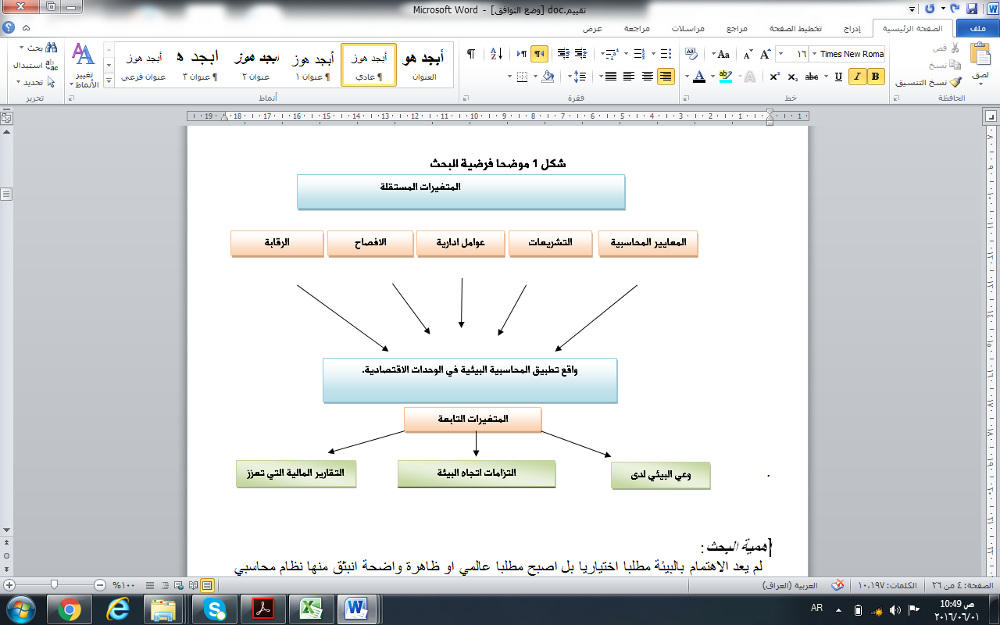 تقييم.doc [وضع التوافق] - Microsoft Word
ملف
الصفحة الرئيسية
إدراج
تخطيط الصفحة
مراجع
مراسلات
مراجعة
عرض
لصق
قص
نسخ
نسخ التنسيق
الحافظة
Times New Roma
١٦
خط
فقرة
أبجد هو
العنوان
أبجد هوز
¶ عادي
أبجد هوز
¶ عنوان ١
أبجد هوز
عنوان ٢
أبجد ه
¶ عنوان ٣
أبجد هوز
عنوان فرعي
تغيير الأنماط
أنماط
بحث
استبدال
تحديد
تحرير
شكل 1 موضحا فرضية البحث
المتغيرات المستقلة
المعايير المحاسبية
التشريعات
عوامل ادارية
الافصاح
الرقابة
واقع تطبيق المحاسبية البيئية في الوحدات الاقتصادية.
المتغيرات التابعة
وعي البيئي لدى
التزامات اتجاه البيئة
التقارير المالية التي تعزز
.
همية البحث:
لم يعد الاهتمام بالبيئة مطلبا اختياريا بل اصبح مطلبا عالمي او ظاهرة واضحة انبثق منها نظام محاسبي
الصفحة: ٤ من ٢٦
الكلمات: ١٠,١٩٧
العربية (العراق)
١٠٠%
AR
10:49 ص
٢٠١٦/٠٦/٠١